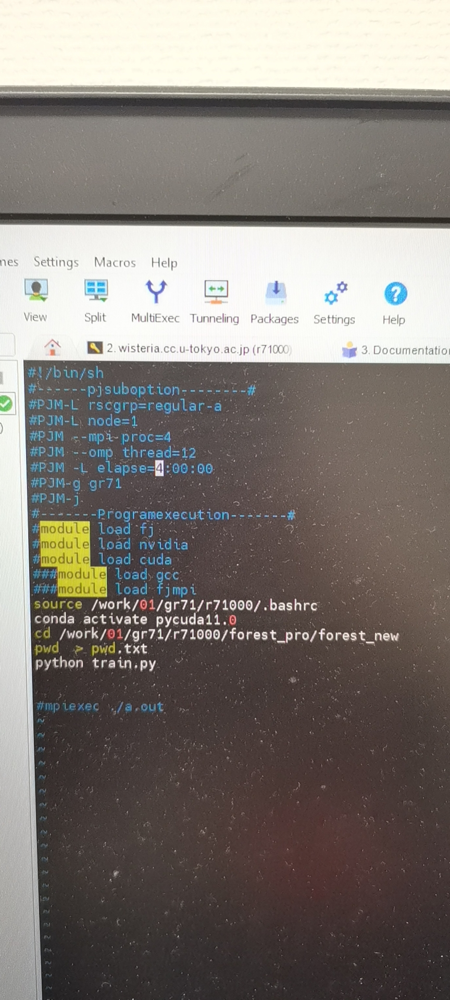 Settings Macros Help
View Split MultiExec Tunneling Packages Settings Help
2. wisteria.cc.u-tokyo.ac.jp (r71000) 3. Documentatio
#!/bin/sh
#------pjsuboption--------#
#PJM-L rscgrp=regular-a
#PJM-L node=1
#PJM --mpi-proc=4
#PJM --omp thread=12
#PJM -L elapse=4:00:00
#PJM-g gr71
#PJM-j
#-------Programexecution-------#
#module load fj
#module load nvidia
#module load cuda
###module load gcc
###module load fjmpi
source /work/01/gr71/r71000/.bashrc
conda activate pycuda11.0
cd /work/01/gr71/r71000/forest_pro/forest_new
pwd > pwd.txt
python train.py
#mpiexec ./a.out